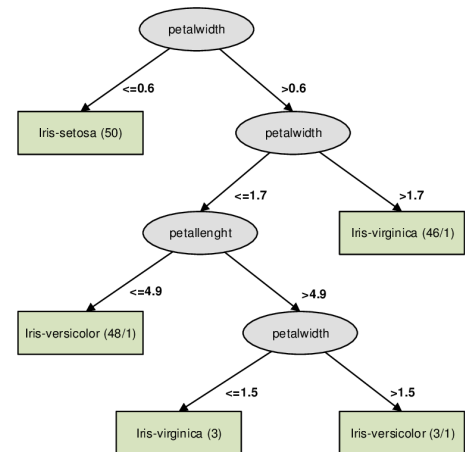 petalwidth
<=0.6
>0.6
Iris-setosa (50)
petalwidth
<=1.7
>1.7
petallenght
Iris-virginica (46/1)
<=4.9
>4.9
Iris-versicolor (48/1)
petalwidth
<=1.5
>1.5
Iris-virginica (3)
Iris-versicolor (3/1)